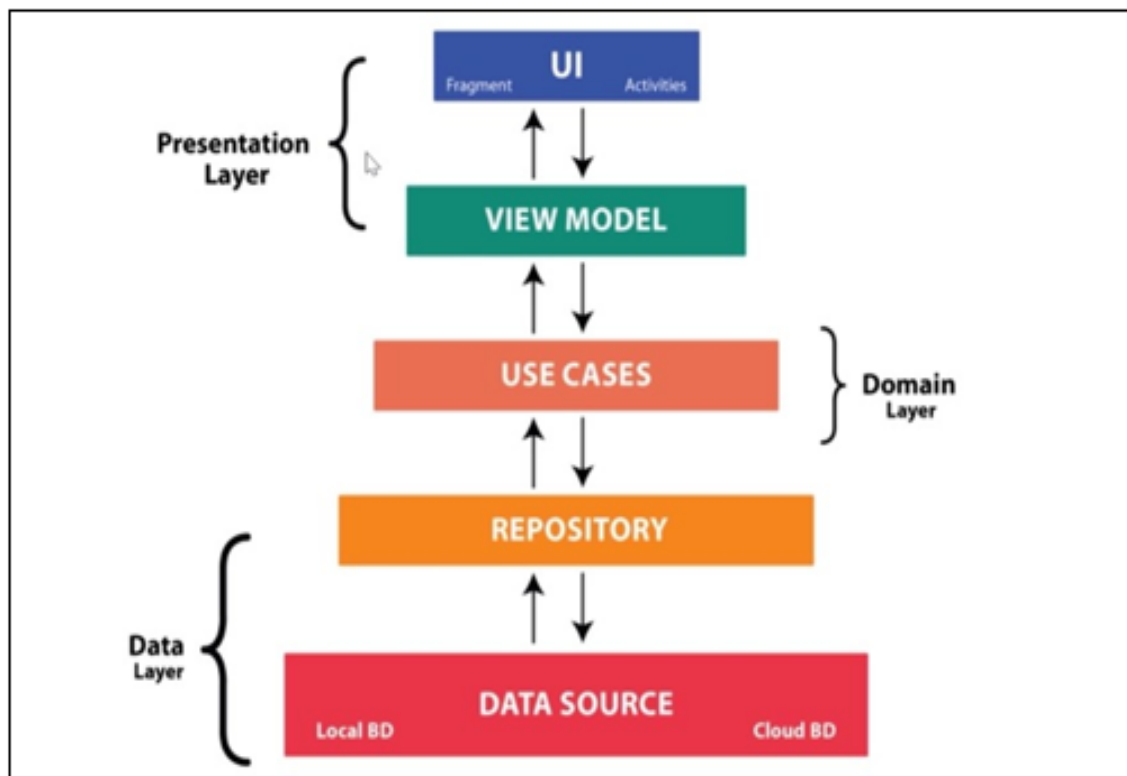 UI
Fragment Activities
Presentation
Layer
VIEW MODEL
USE CASES
Domain
Layer
REPOSITORY
Data
Layer
DATA SOURCE
Local BD Cloud BD